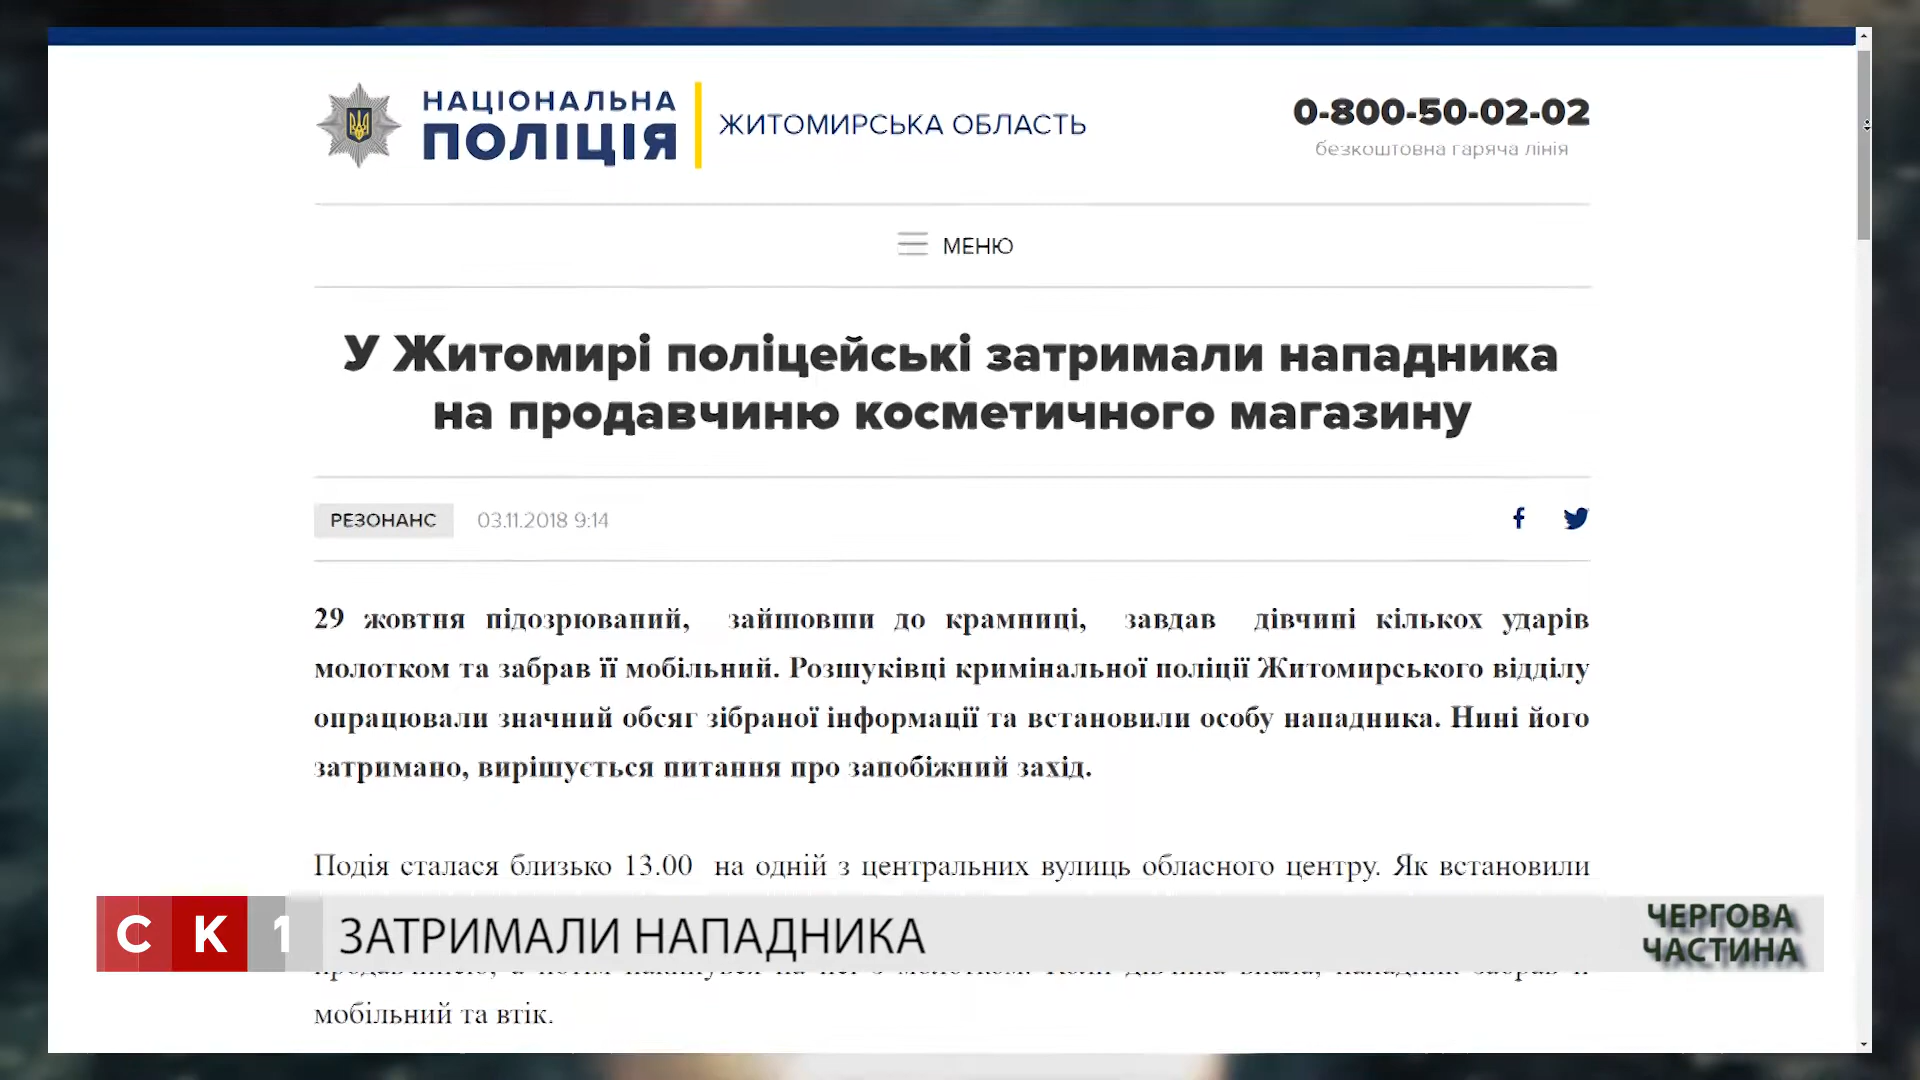 НАЦІОНАЛЬНА
ПОЛІЦІЯ
ЖИТОМИРСЬКА ОБЛАСТЬ
0-800-50-02-02
безкоштовна гаряча лінія
МЕНЮ
У Житомирі поліцейські затримали нападника
на продавчиню косметичного магазину
РЕЗОНАНС 03.11.2018 9:14
29 жовтня підозрюваний, зайшовши до крамниці, завдав дівчині кількох ударів
молотком та забрав її мобільний. Розшуківці кримінальної поліції Житомирського відділу
опрацювали значний обсяг зібраної інформації та встановили особу нападника. Нині його
затримано, вирішується питання про запобіжний захід.
Подія сталася близько 13.00 на одній з центральних вулиць обласного центру. Як встановили
СК1 ЗАТРИМАЛИ НАПАДНИКА
ЧЕРГОВА
ЧАСТИНА
мобільний та втік.